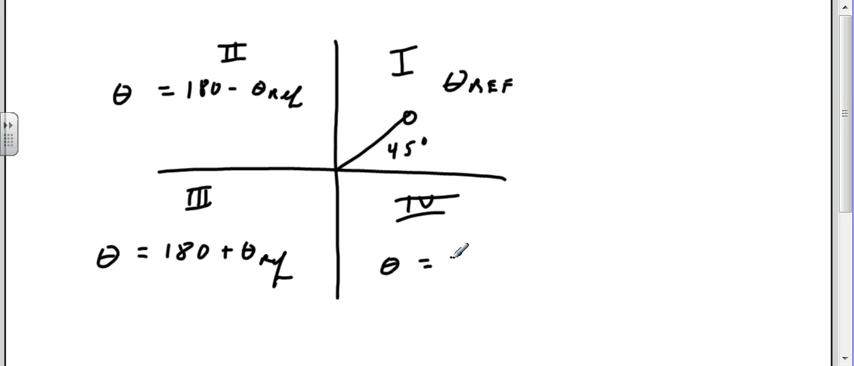 II
I
θ = 180 - θRef
θREF
45°
III
IV
θ = 180 + θRef
θ =